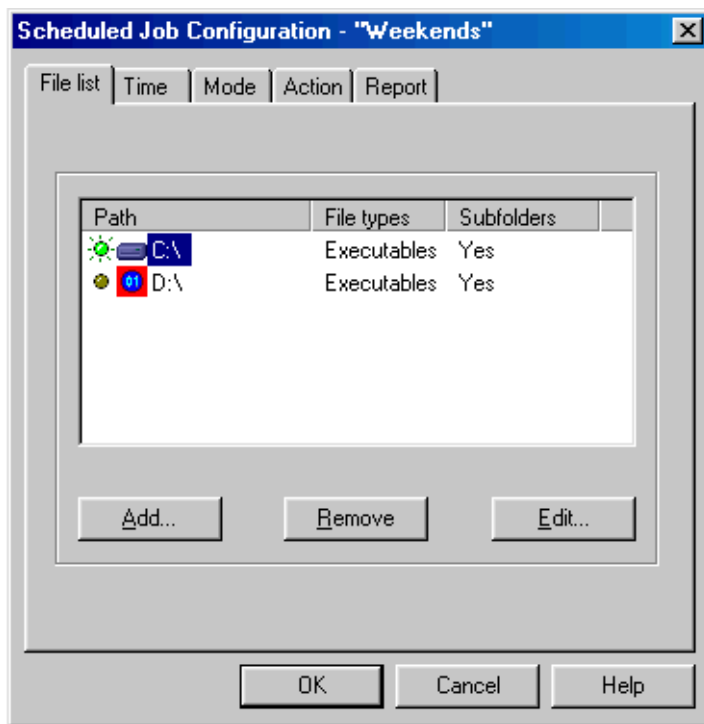 Scheduled Job Configuration - "Weekends"
File list Time Mode Action Report
Path File types Subfolders
C:\ Executables Yes
01 D:\ Executables Yes
Add... Remove Edit...
OK Cancel Help